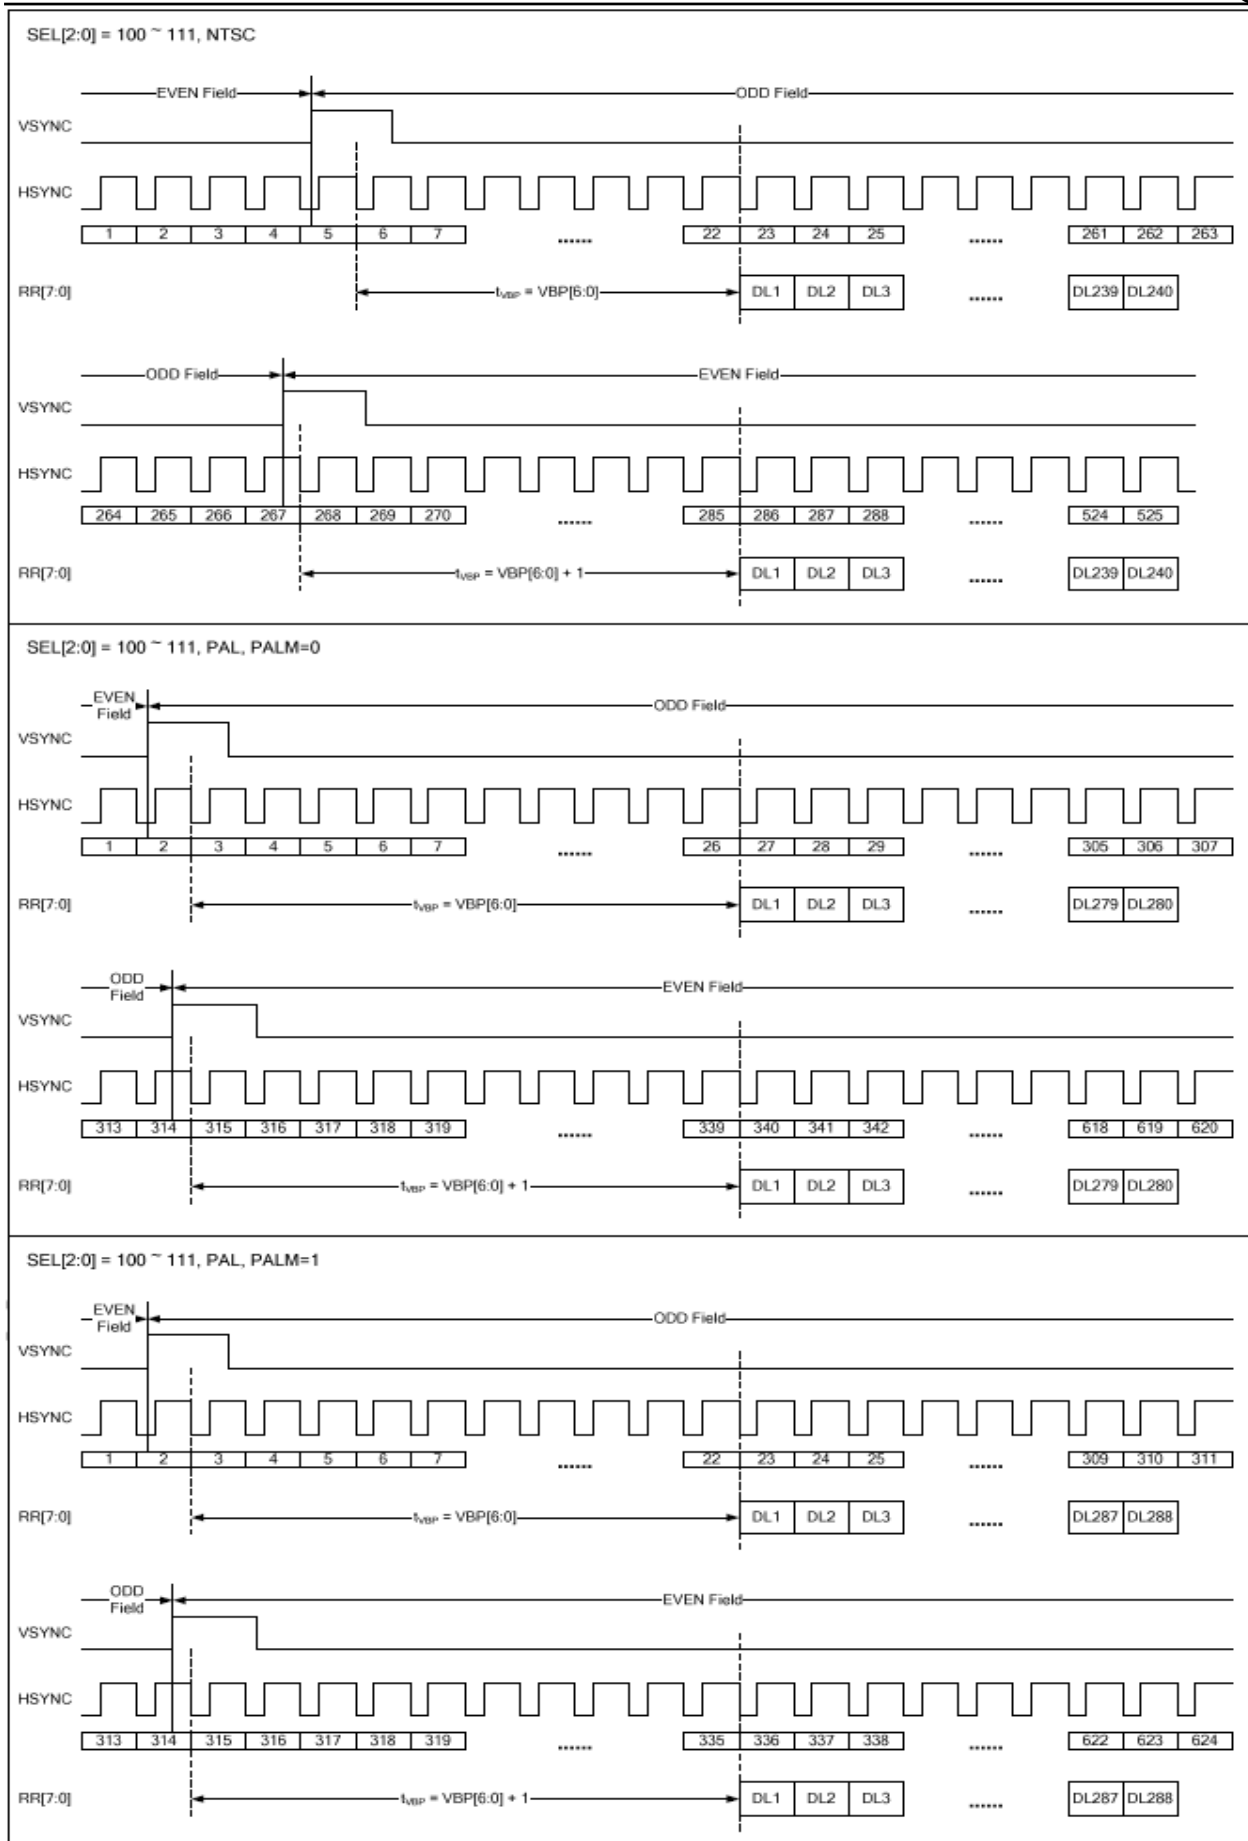 SEL[2:0] = 100 ~ 111, NTSC
EVEN Field ODD Field
VSYNC
HSYNC
1 2 3 4 5 6 7 ...... 22 23 24 25 ...... 261 262 263
RR[7:0] tVBP = VBP[6:0] DL1 DL2 DL3 ...... DL239 DL240
ODD Field EVEN Field
VSYNC
HSYNC
264 265 266 267 268 269 270 ...... 285 286 287 288 ...... 524 525
RR[7:0] tVBP = VBP[6:0] + 1 DL1 DL2 DL3 ...... DL239 DL240
SEL[2:0] = 100 ~ 111, PAL, PALM=0
EVEN Field ODD Field
VSYNC
HSYNC
1 2 3 4 5 6 7 ...... 26 27 28 29 ...... 305 306 307
RR[7:0] tVBP = VBP[6:0] DL1 DL2 DL3 ...... DL279 DL280
ODD Field EVEN Field
VSYNC
HSYNC
313 314 315 316 317 318 319 ...... 339 340 341 342 ...... 618 619 620
RR[7:0] tVBP = VBP[6:0] + 1 DL1 DL2 DL3 ...... DL279 DL280
SEL[2:0] = 100 ~ 111, PAL, PALM=1
EVEN Field ODD Field
VSYNC
HSYNC
1 2 3 4 5 6 7 ...... 22 23 24 25 ...... 309 310 311
RR[7:0] tVBP = VBP[6:0] DL1 DL2 DL3 ...... DL287 DL288
ODD Field EVEN Field
VSYNC
HSYNC
313 314 315 316 317 318 319 ...... 335 336 337 338 ...... 622 623 624
RR[7:0] tVBP = VBP[6:0] + 1 DL1 DL2 DL3 ...... DL287 DL288